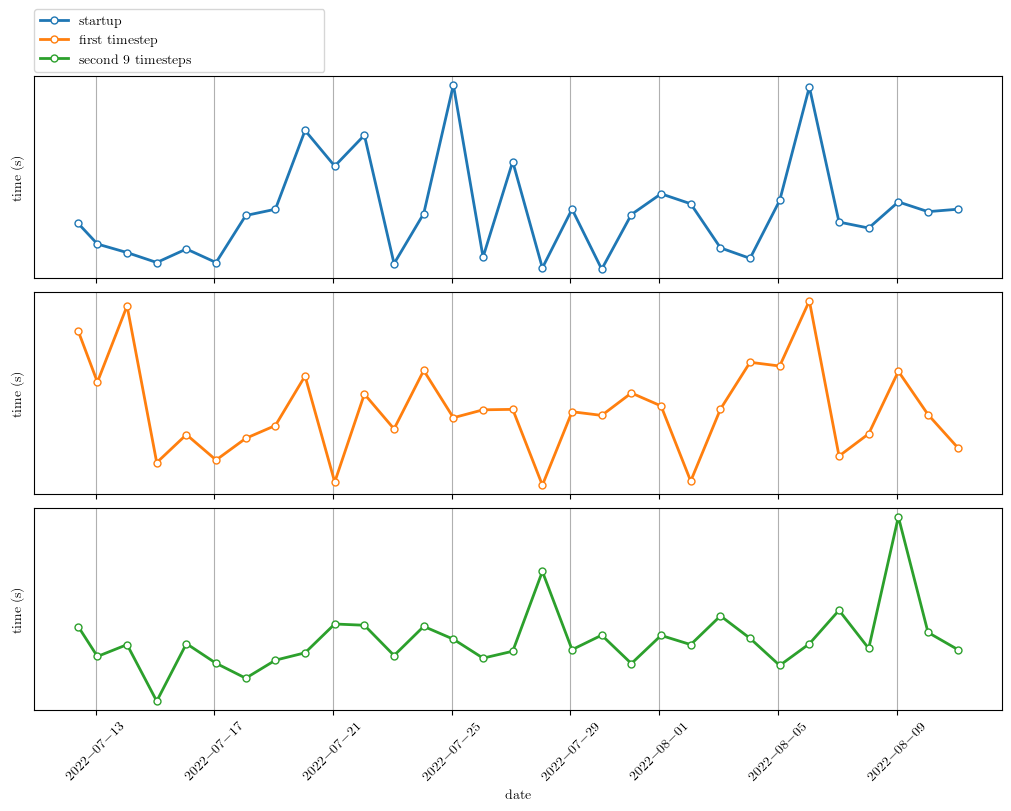 startup
first timestep
second 9 timesteps
time (s)
time (s)
time (s)
2022−07−13
2022−07−17
2022−07−21
2022−07−25
2022−07−29
2022−08−01
2022−08−05
2022−08−09
date